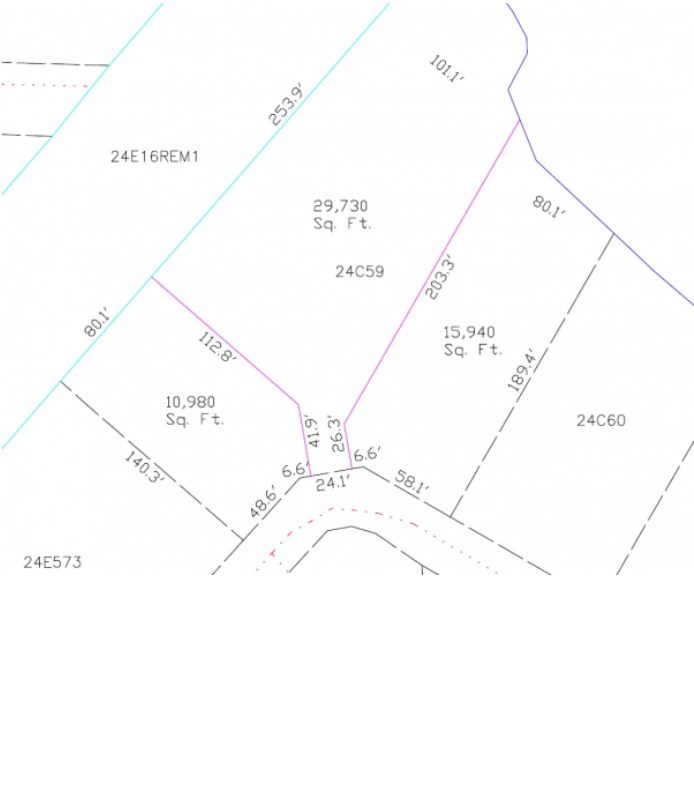 101.1'
253.9'
24E16REM1
29,730
Sq. Ft.
80.1'
24C59
203.3'
80.1'
112.8'
15,940
Sq. Ft.
189.4'
10,980
Sq. Ft.
24C60
41.9'
26.3'
140.3'
6.6'
6.6'
24.1'
58.1'
48.6'
24E573